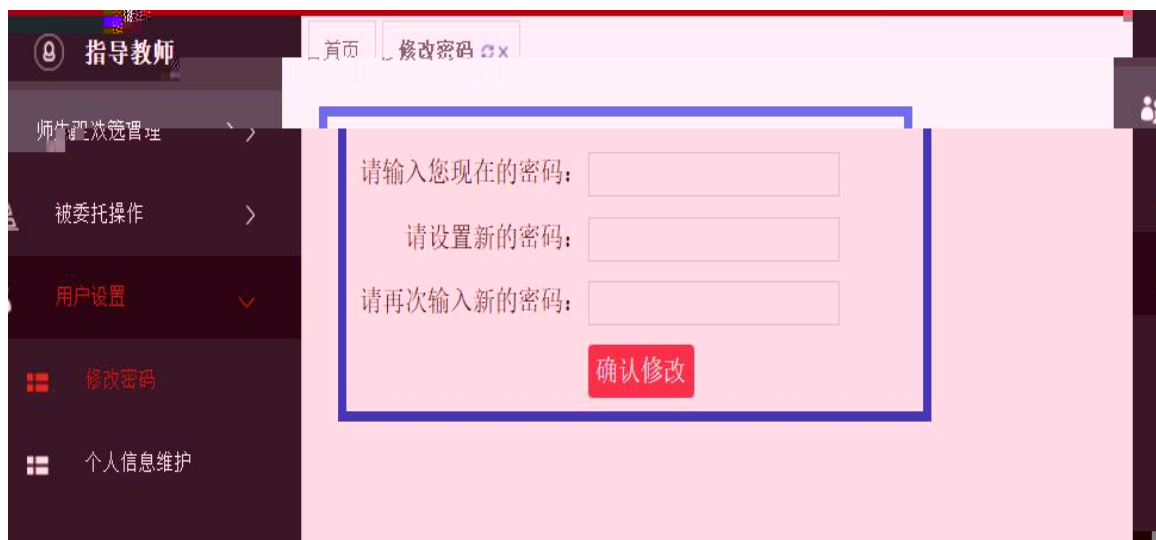 指导教师
首页
修改密码
被委托操作
用户设置
修改密码
个人信息维护
请输入您现在的密码：
请设置新的密码：
请再次输入新的密码：
确认修改